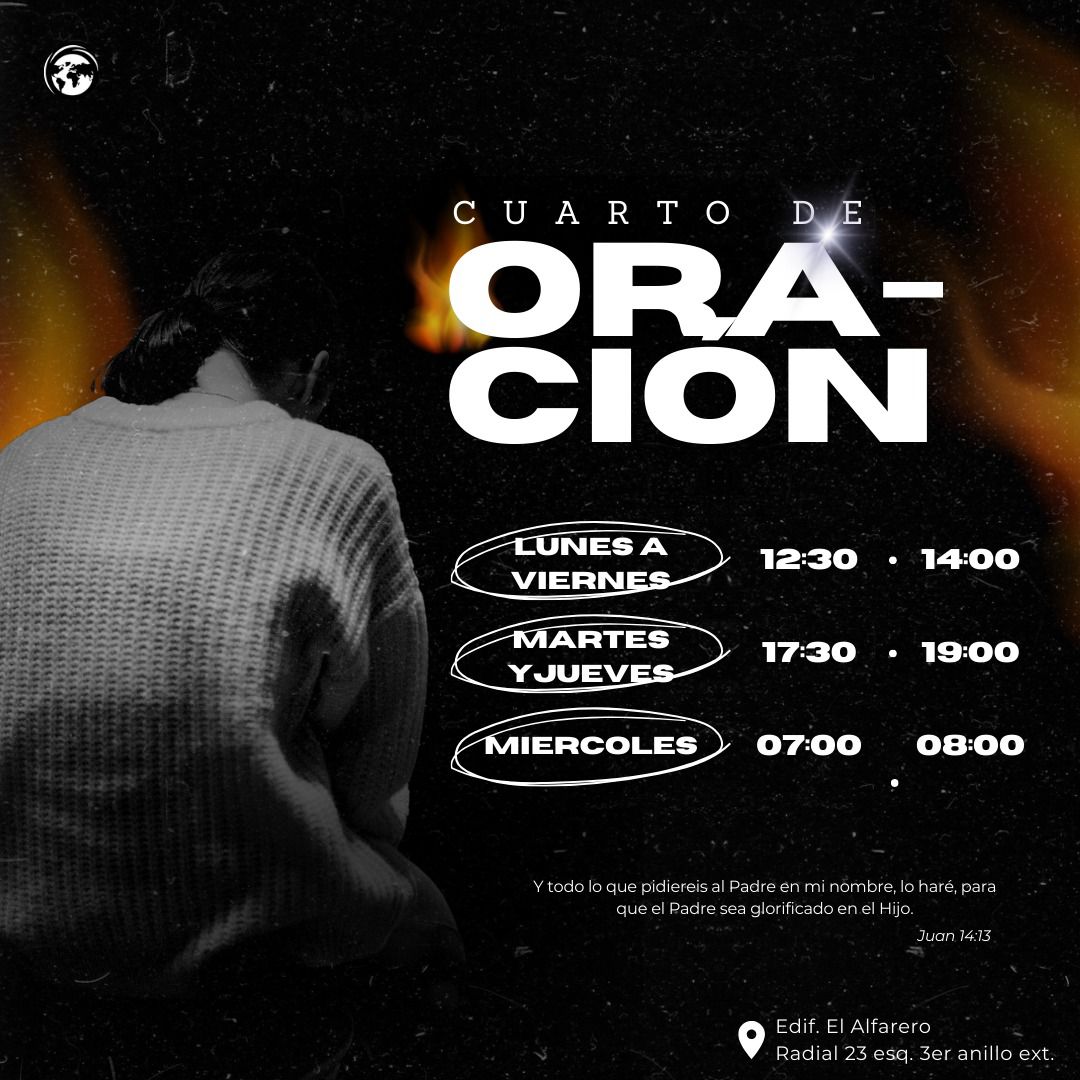 CUARTO DE
ORA-
CIÓN
LUNES A
VIERNES
12:30 • 14:00
MARTES
Y JUEVES
17:30 • 19:00
MIERCOLES
07:00 • 08:00
Y todo lo que pidiereis al Padre en mi nombre, lo haré, para
que el Padre sea glorificado en el Hijo.
Juan 14:13
Edif. El Alfarero
Radial 23 esq. 3er anillo ext.